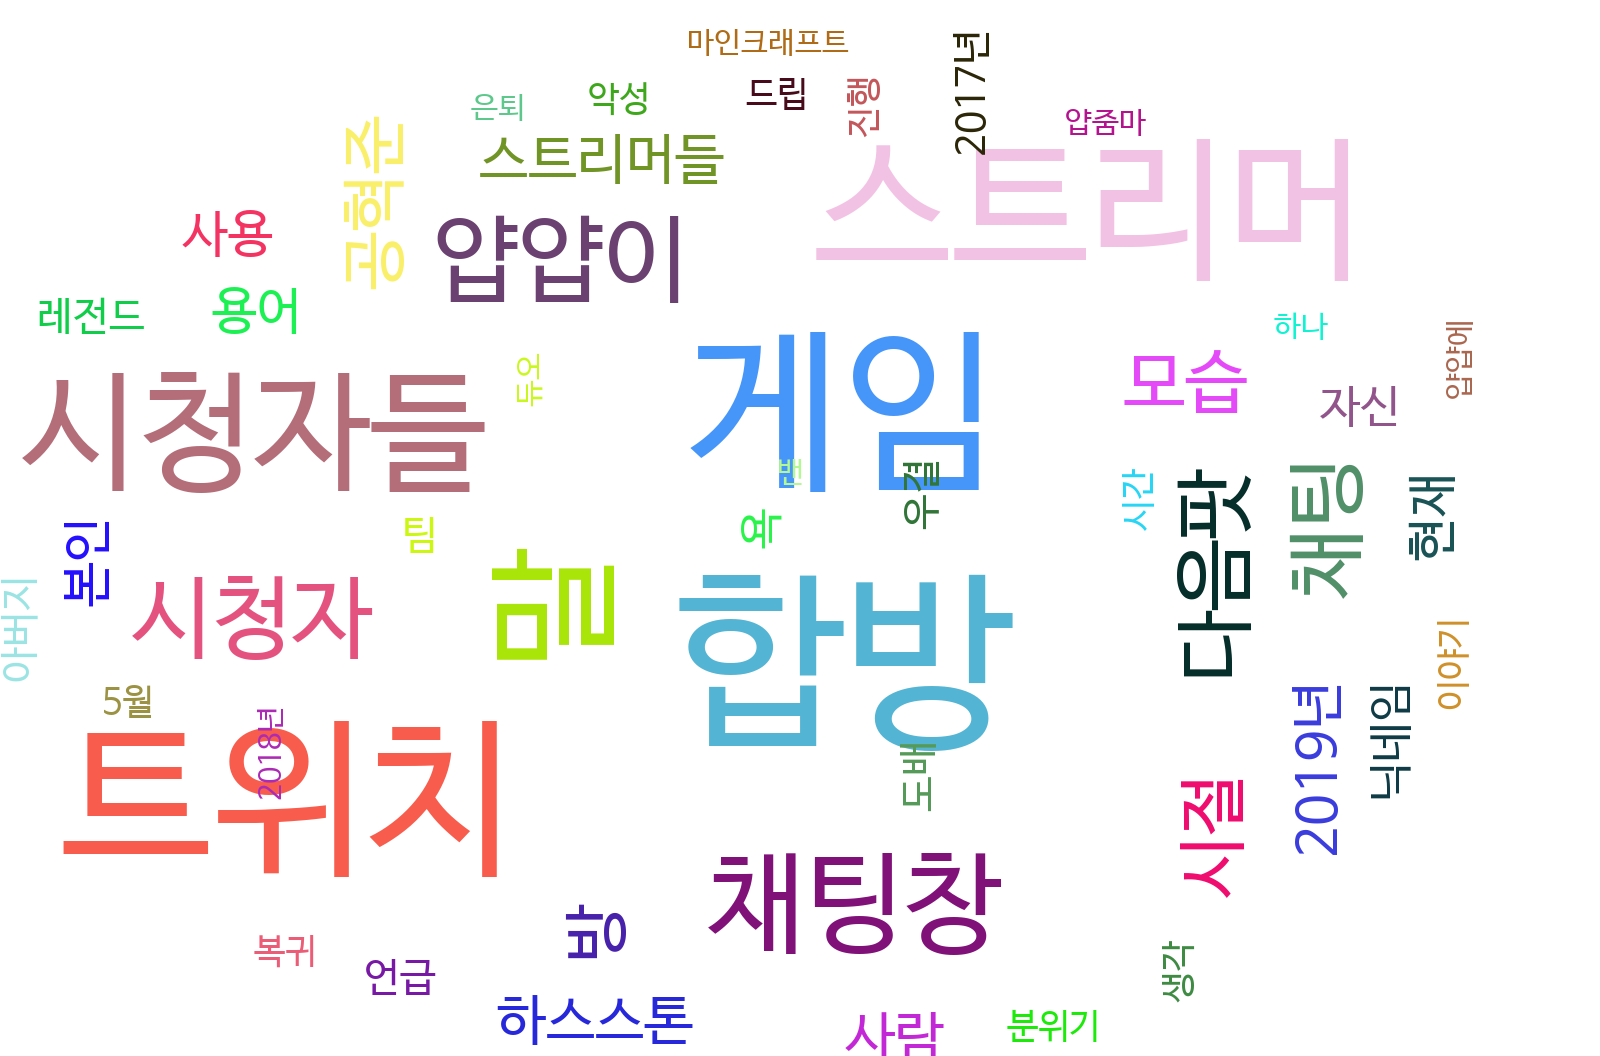 마인크래프트
2017년
드립
진행
악성
은퇴
얍줌마
스트리머들
스트리머
공혁준
사용
얍얍이
용어
레전드
하나
얍얍에
게임
모습
자신
듀오
시청자들
밴
우결
시간
다음팟
채팅
현재
욕
팀
본인
말
시청자
합방
아버지
이야기
5월
2018년
트위치
도배
2019년
닉네임
시절
채팅창
방
복귀
언급
생각
하스스톤
사람
분위기